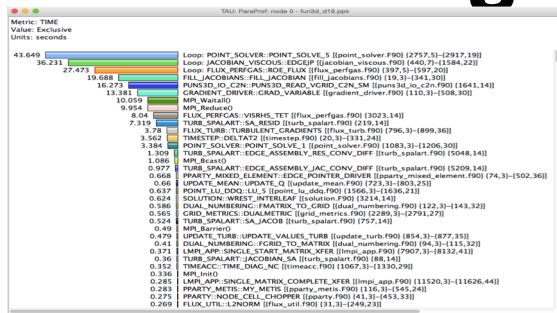 TAU: ParaProf: node 0 - fun3d_d19.ppk
Metric: TIME
Value: Exclusive
Units: seconds
43.649 Loop: POINT_SOLVER::POINT_SOLVE_5 [{point_solver.F90} {2757,5}-{2917,19}]
36.231 Loop: JACOBIAN_VISCOUS::EDGEJP [{jacobian_viscous.F90} {440,7}-{1584,22}]
27.473 Loop: FLUX_PERFGAS::ROE_FLUX [{flux_perfgas.F90} {397,5}-{597,20}]
19.688 FILL_JACOBIANS::FILL_JACOBIAN [{fill_jacobians.F90} {19,3}-{341,30}]
16.273 PUNS3D_IO_C2N::PUNS3D_READ_VGRID_C2N_SM [{puns3d_io_c2n.F90} {1641,14}]
13.381 GRADIENT_DRIVER::GRAD_VARIABLE [{gradient_driver.f90} {110,3}-{508,30}]
10.059 MPI_Waitall()
9.954 MPI_Reduce()
8.04 FLUX_PERFGAS::VISRHS_TET [{flux_perfgas.F90} {3023,14}]
7.319 TURB_SPALART::SA_RESID [{turb_spalart.f90} {219,14}]
3.78 FLUX_TURB::TURBULENT_GRADIENTS [{flux_turb.F90} {796,3}-{899,36}]
3.562 TIMESTEP::DELTAT2 [{timestep.f90} {20,3}-{331,24}]
3.384 POINT_SOLVER::POINT_SOLVE_1 [{point_solver.F90} {1083,3}-{1206,30}]
1.309 TURB_SPALART::EDGE_ASSEMBLY_RES_CONV_DIFF [{turb_spalart.f90} {5048,14}]
1.086 MPI_Bcast()
0.977 TURB_SPALART::EDGE_ASSEMBLY_JAC_CONV_DIFF [{turb_spalart.f90} {5209,14}]
0.668 PPARTY_MIXED_ELEMENT::EDGE_POINTER_DRIVER [{pparty_mixed_element.f90} {74,3}-{502,36}]
0.66 UPDATE_MEAN::UPDATE_Q [{update_mean.F90} {723,3}-{803,25}]
0.637 POINT_LU_DDQ::LU_5 [{point_lu_ddq.F90} {1566,3}-{1636,21}]
0.624 SOLUTION::WREST_INTERLEAF [{solution.F90} {3214,14}]
0.586 DUAL_NUMBERING::FMATRIX_TO_GRID [{dual_numbering.f90} {122,3}-{143,32}]
0.565 GRID_METRICS::DUALMETRIC [{grid_metrics.f90} {2289,3}-{2791,27}]
0.524 TURB_SPALART::SA_JACOB [{turb_spalart.f90} {757,14}]
0.49 MPI_Barrier()
0.479 UPDATE_TURB::UPDATE_VALUES_TURB [{update_turb.f90} {854,3}-{877,35}]
0.41 DUAL_NUMBERING::FGRID_TO_MATRIX [{dual_numbering.f90} {94,3}-{115,32}]
0.371 LMPI_APP::SINGLE_START_MATRIX_XFER [{lmpi_app.F90} {7907,3}-{8132,41}]
0.36 TURB_SPALART::JACOBIAN_SA [{turb_spalart.f90} {88,14}]
0.352 TIMEACC::TIME_DIAG_NC [{timeacc.f90} {1067,3}-{1330,29}]
0.336 MPI_Init()
0.285 LMPI_APP::SINGLE_MATRIX_COMPLETE_XFER [{lmpi_app.F90} {11520,3}-{11626,44}]
0.283 PPARTY_METIS::MY_METIS [{pparty_metis.F90} {116,3}-{545,24}]
0.275 PPARTY::NODE_CELL_CHOPPER [{pparty.f90} {41,3}-{453,33}]
0.269 FLUX_UTIL::L2NORM [{flux_util.f90} {31,3}-{249,23}]